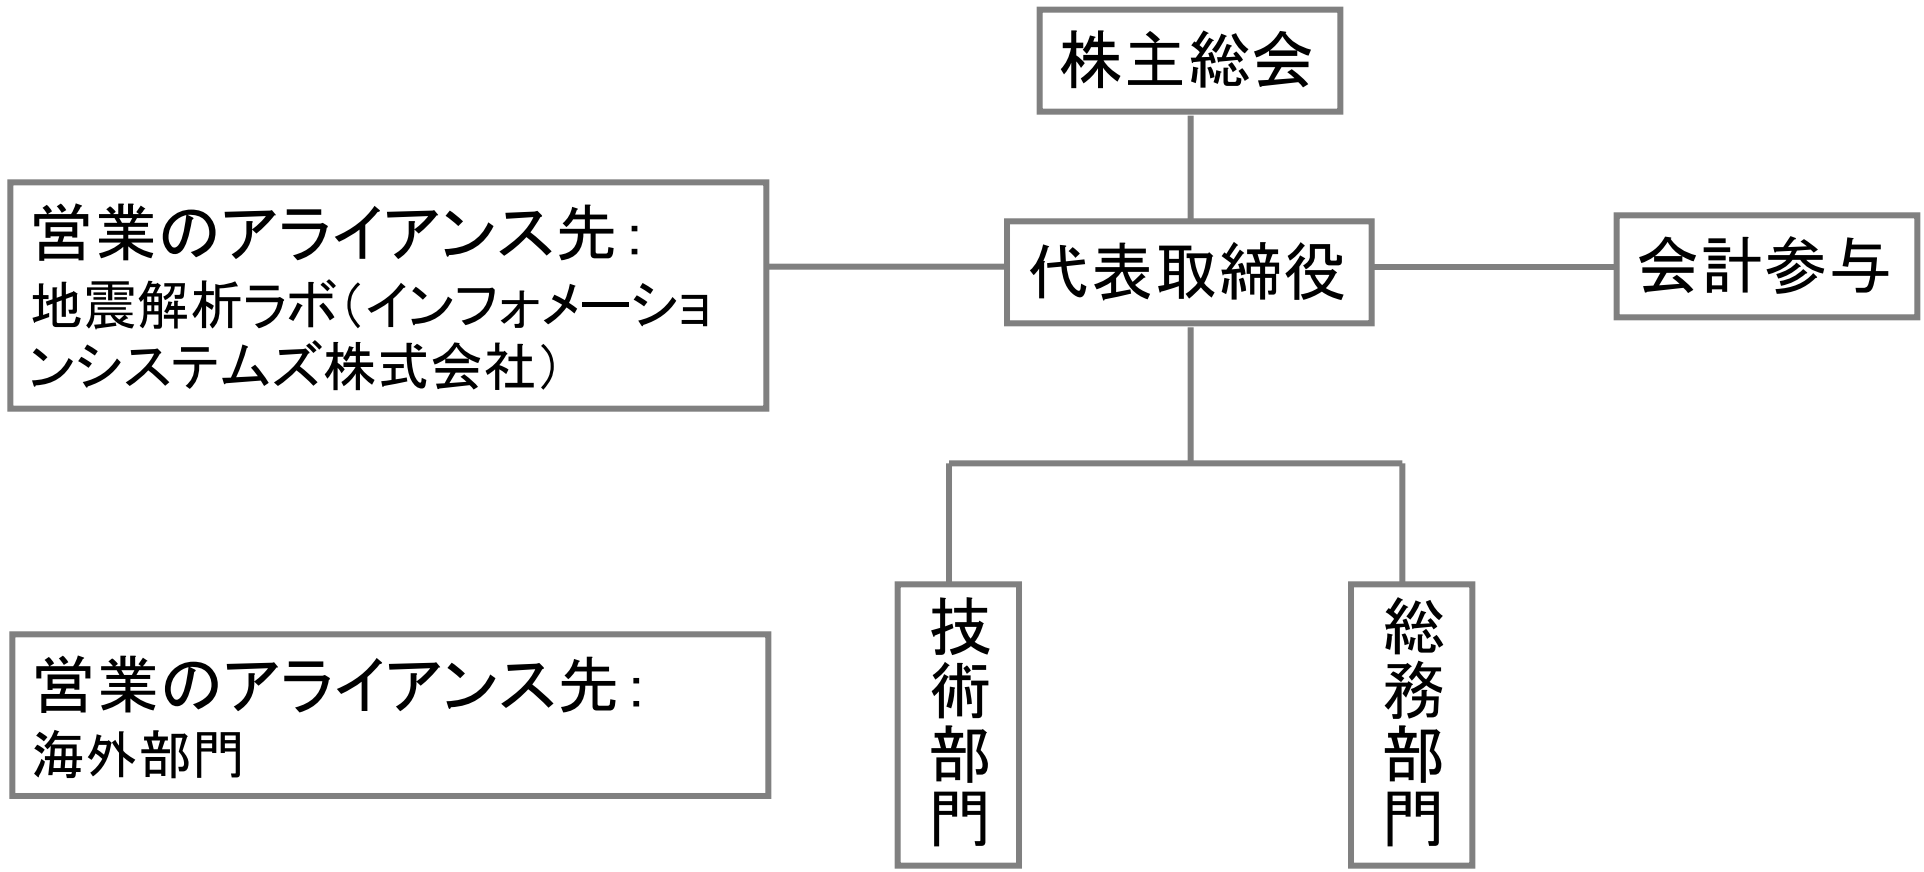 株主総会
営業のアライアンス先：
地震解析ラボ（インフォメーショ
ンシステムズ株式会社）
代表取締役
会計参与
営業のアライアンス先：
海外部門
技術部門
総務部門